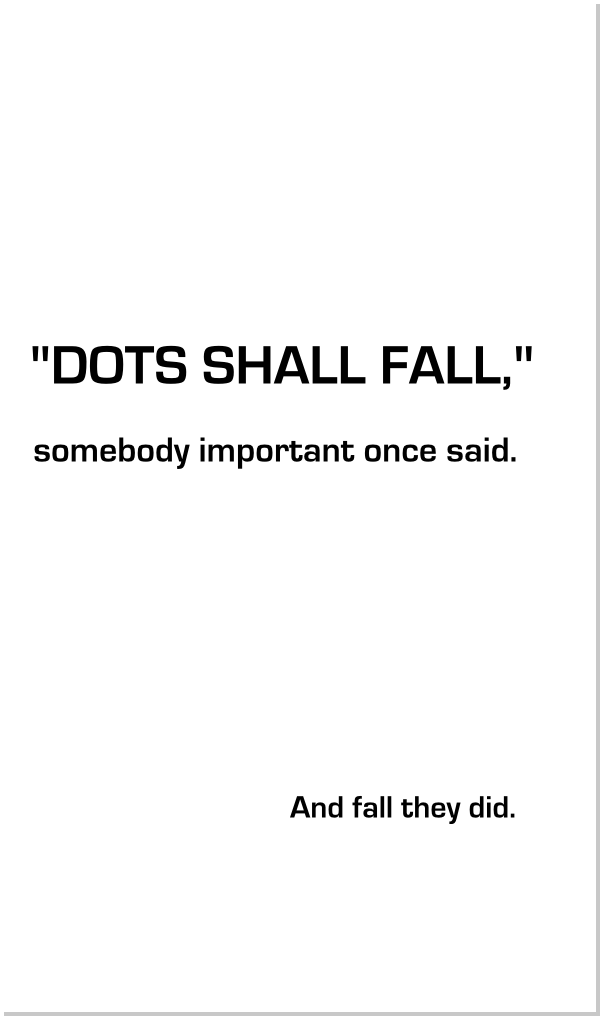 "DOTS SHALL FALL,"
somebody important once said.
And fall they did.